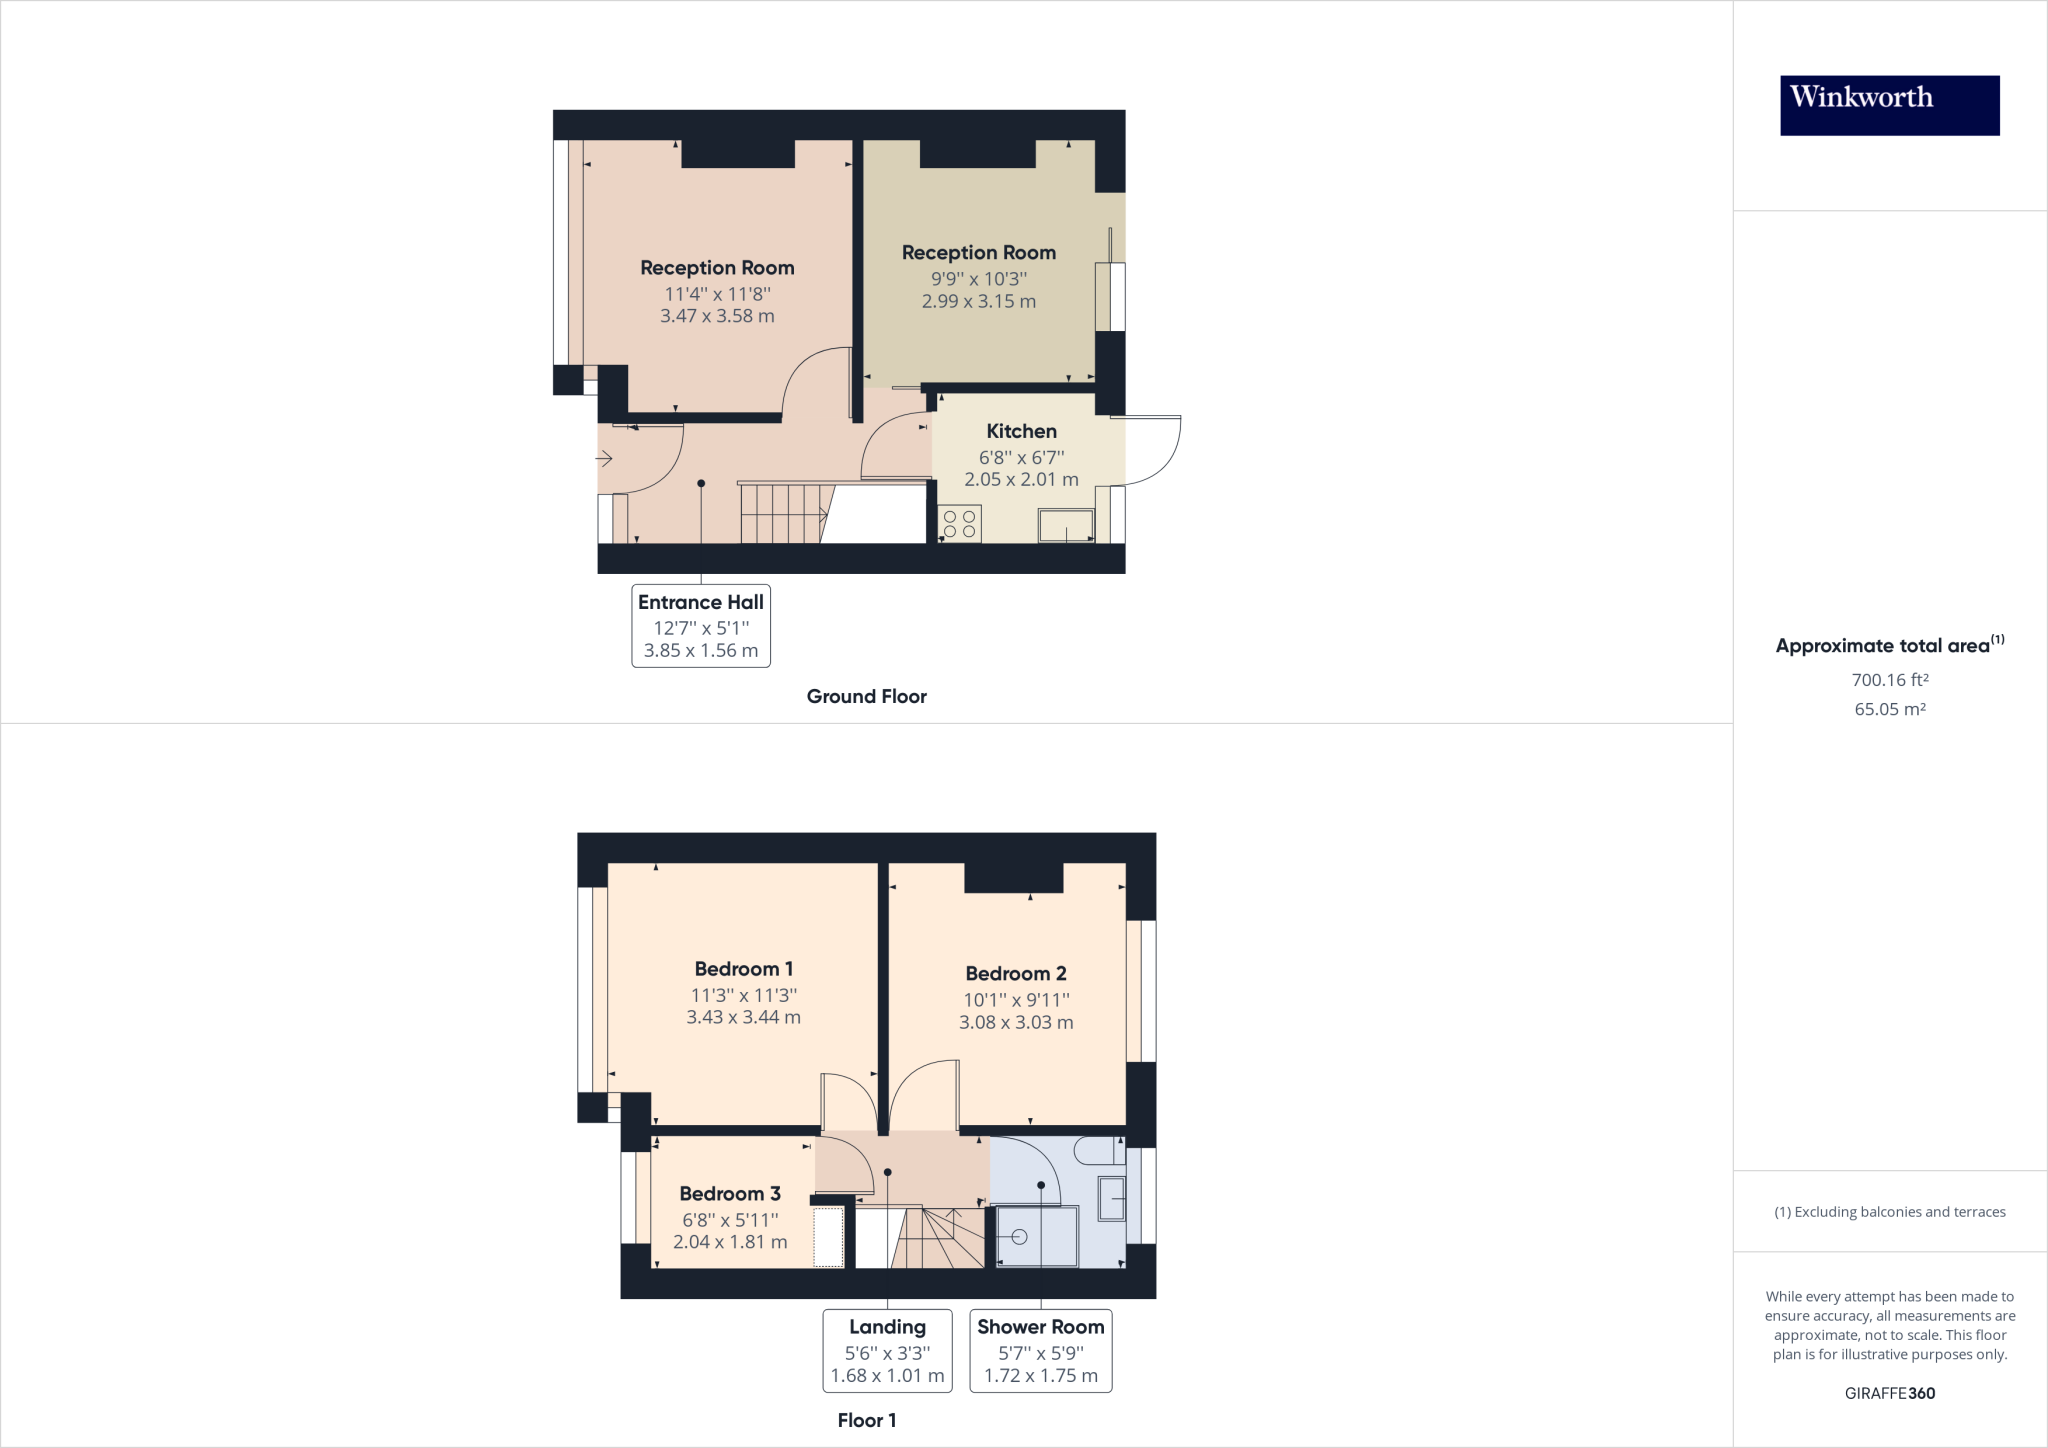 Winkworth
Reception Room
11'4'' x 11'8''
3.47 x 3.58 m
Reception Room
9'9'' x 10'3''
2.99 x 3.15 m
Kitchen
6'8'' x 6'7''
2.05 x 2.01 m
Entrance Hall
12'7'' x 5'1''
3.85 x 1.56 m
Ground Floor
Approximate total area(1)
700.16 ft²
65.05 m²
Bedroom 1
11'3'' x 11'3''
3.43 x 3.44 m
Bedroom 2
10'1'' x 9'11''
3.08 x 3.03 m
Bedroom 3
6'8'' x 5'11''
2.04 x 1.81 m
Landing
5'6'' x 3'3''
1.68 x 1.01 m
Shower Room
5'7'' x 5'9''
1.72 x 1.75 m
Floor 1
(1) Excluding balconies and terraces
While every attempt has been made to
ensure accuracy, all measurements are
approximate, not to scale. This floor
plan is for illustrative purposes only.
GIRAFFE360